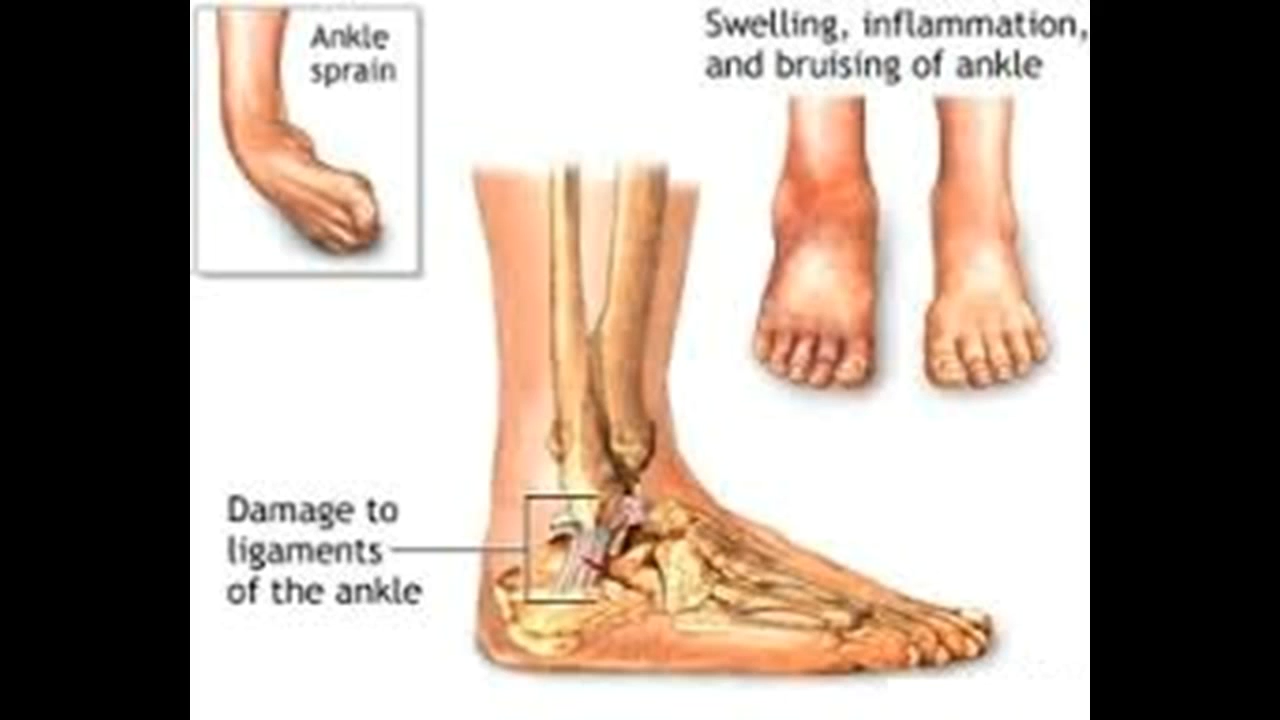 Ankle
sprain
Swelling, inflammation,
and bruising of ankle
Damage to
ligaments
of the ankle